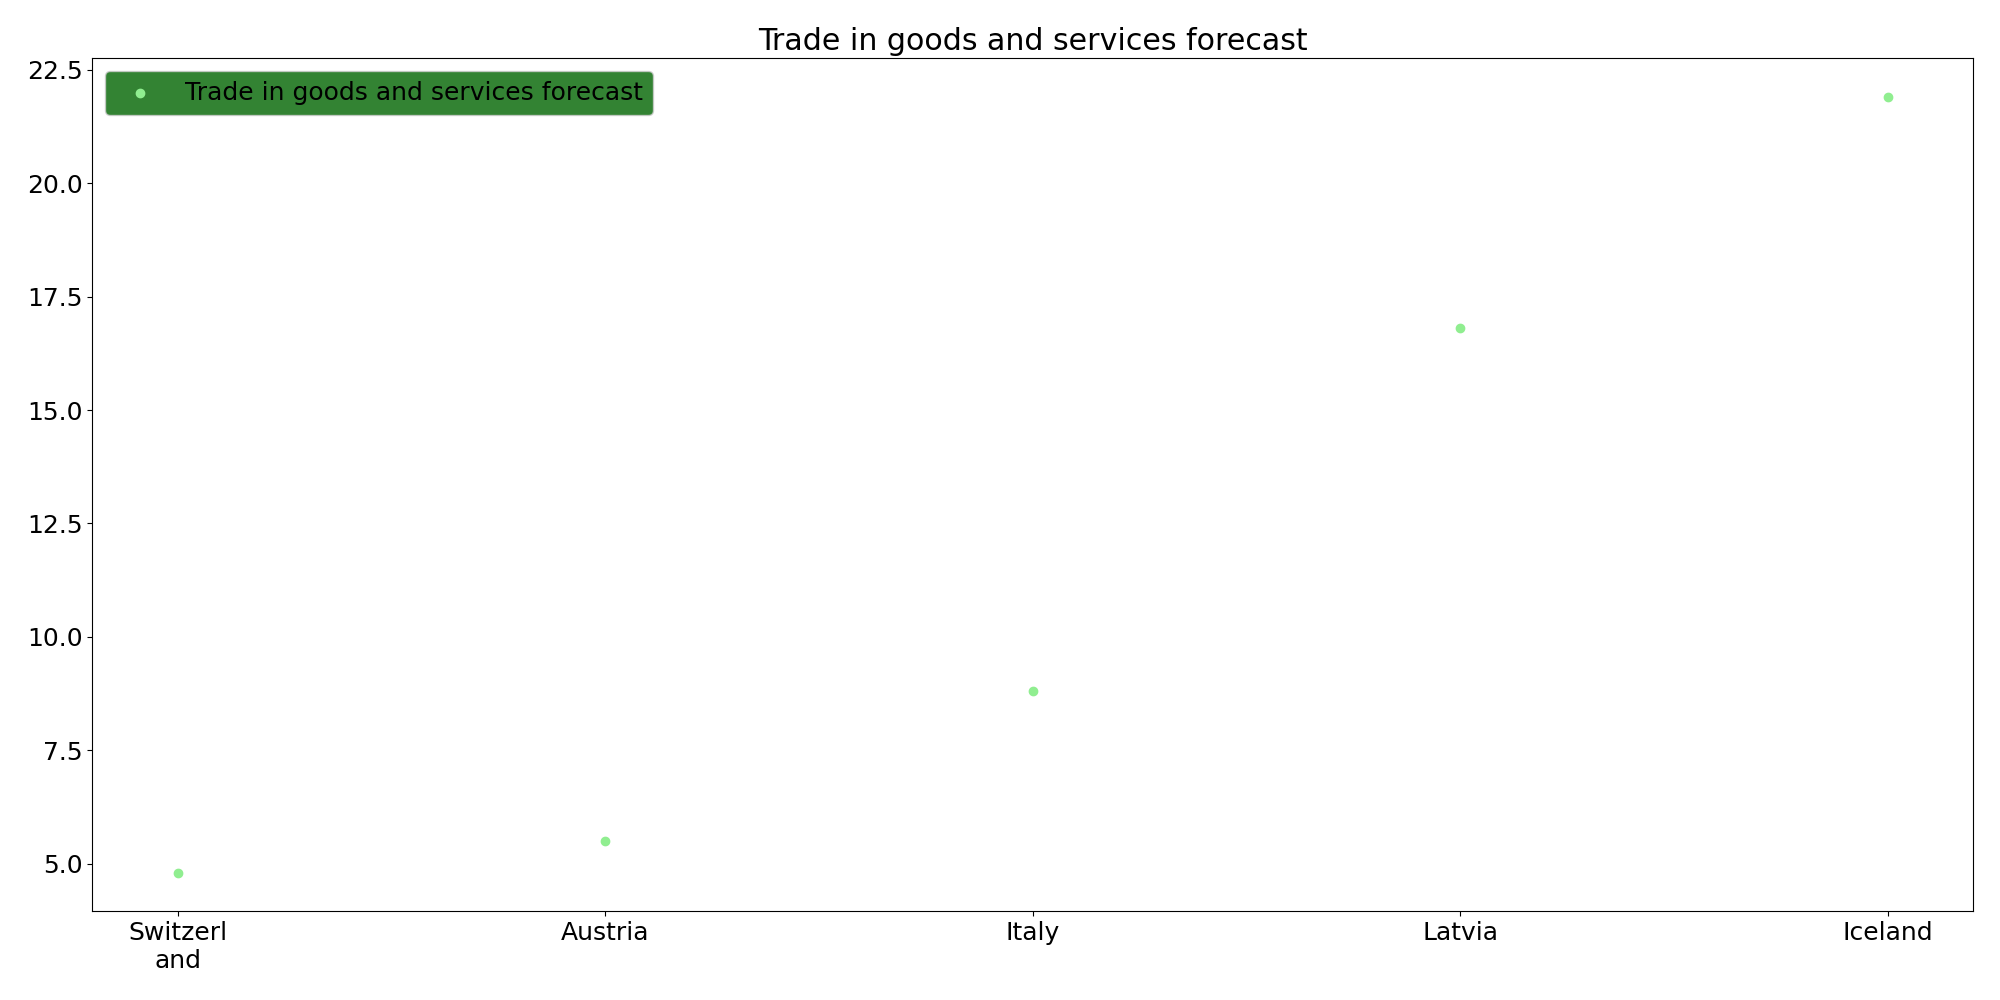 Trade in goods and services forecast
22.5
Trade in goods and services forecast
20.0
17.5
15.0
12.5
10.0
7.5
5.0
Switzerl
and
Austria
Italy
Latvia
Iceland